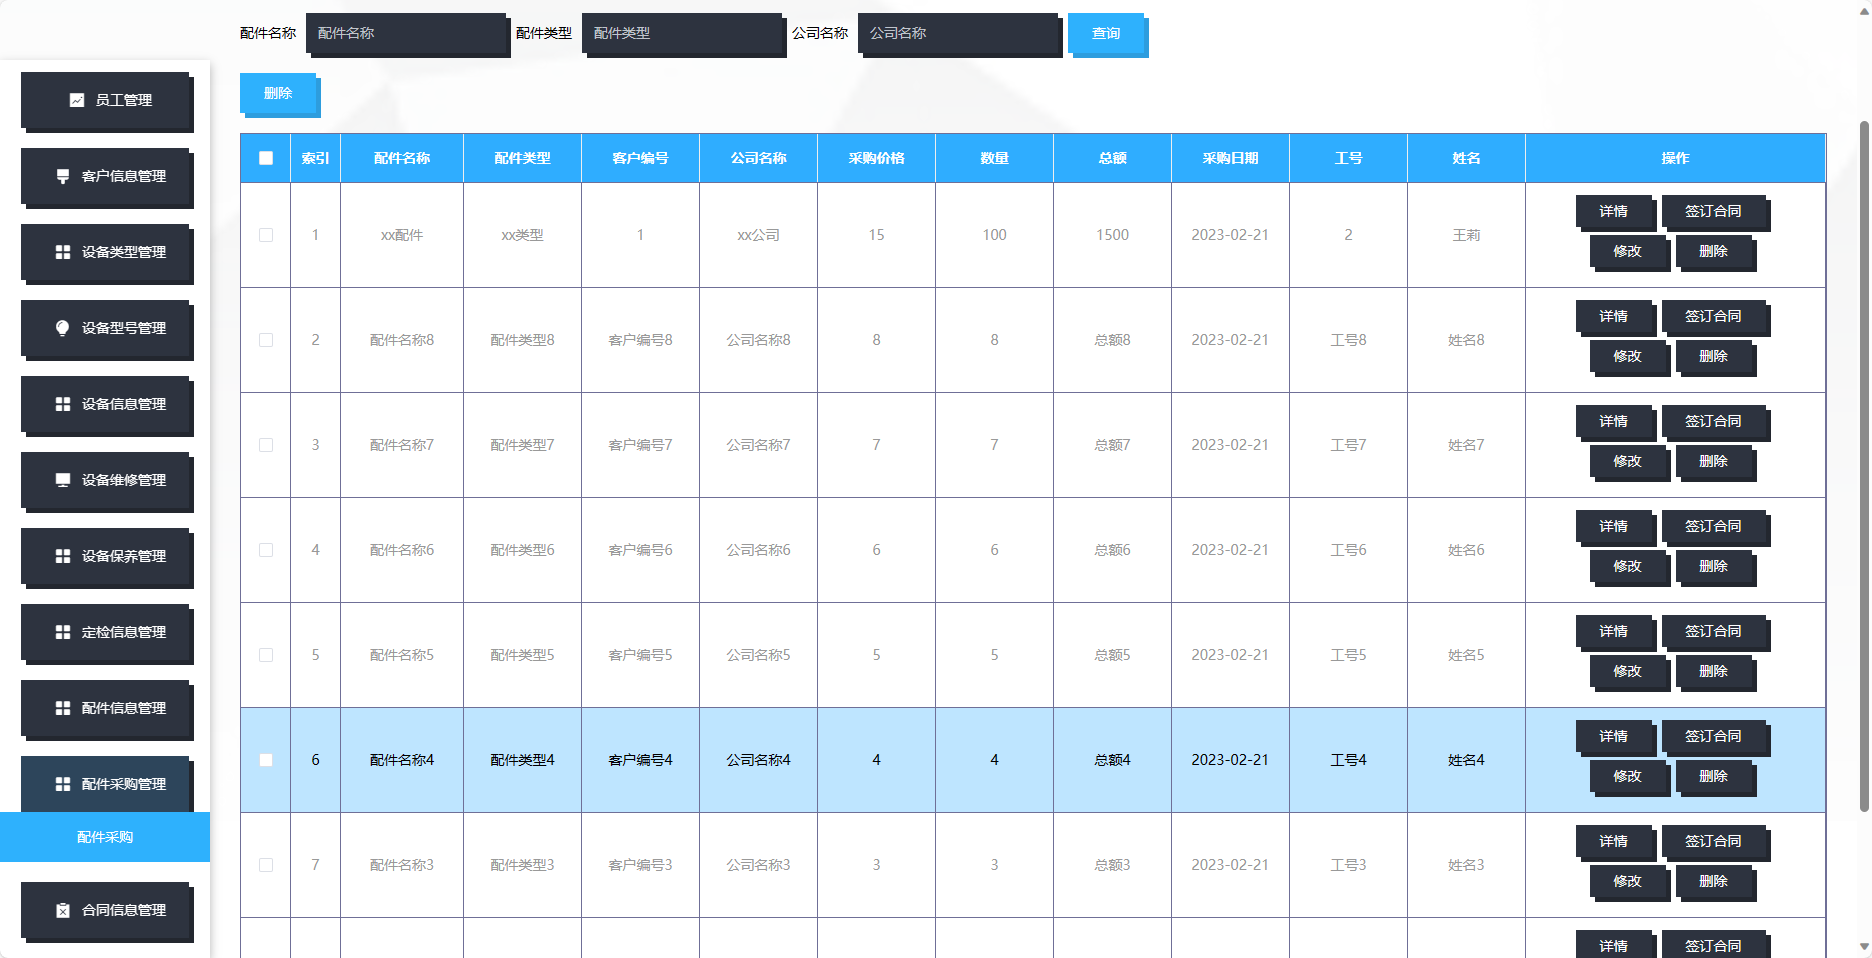 配件名称 配件名称 配件类型 配件类型 公司名称 公司名称 查询
删除
员工管理
客户信息管理
设备类型管理
设备型号管理
设备信息管理
设备维修管理
设备保养管理
定检信息管理
配件信息管理
配件采购管理
配件采购
合同信息管理
索引 配件名称 配件类型 客户编号 公司名称 采购价格 数量 总额 采购日期 工号 姓名 操作
1 xx配件 xx类型 1 xx公司 15 100 1500 2023-02-21 2 王莉 详情 签订合同
修改 删除
2 配件名称8 配件类型8 客户编号8 公司名称8 8 8 总额8 2023-02-21 工号8 姓名8 详情 签订合同
修改 删除
3 配件名称7 配件类型7 客户编号7 公司名称7 7 7 总额7 2023-02-21 工号7 姓名7 详情 签订合同
修改 删除
4 配件名称6 配件类型6 客户编号6 公司名称6 6 6 总额6 2023-02-21 工号6 姓名6 详情 签订合同
修改 删除
5 配件名称5 配件类型5 客户编号5 公司名称5 5 5 总额5 2023-02-21 工号5 姓名5 详情 签订合同
修改 删除
6 配件名称4 配件类型4 客户编号4 公司名称4 4 4 总额4 2023-02-21 工号4 姓名4 详情 签订合同
修改 删除
7 配件名称3 配件类型3 客户编号3 公司名称3 3 3 总额3 2023-02-21 工号3 姓名3 详情 签订合同
修改 删除
详情 签订合同